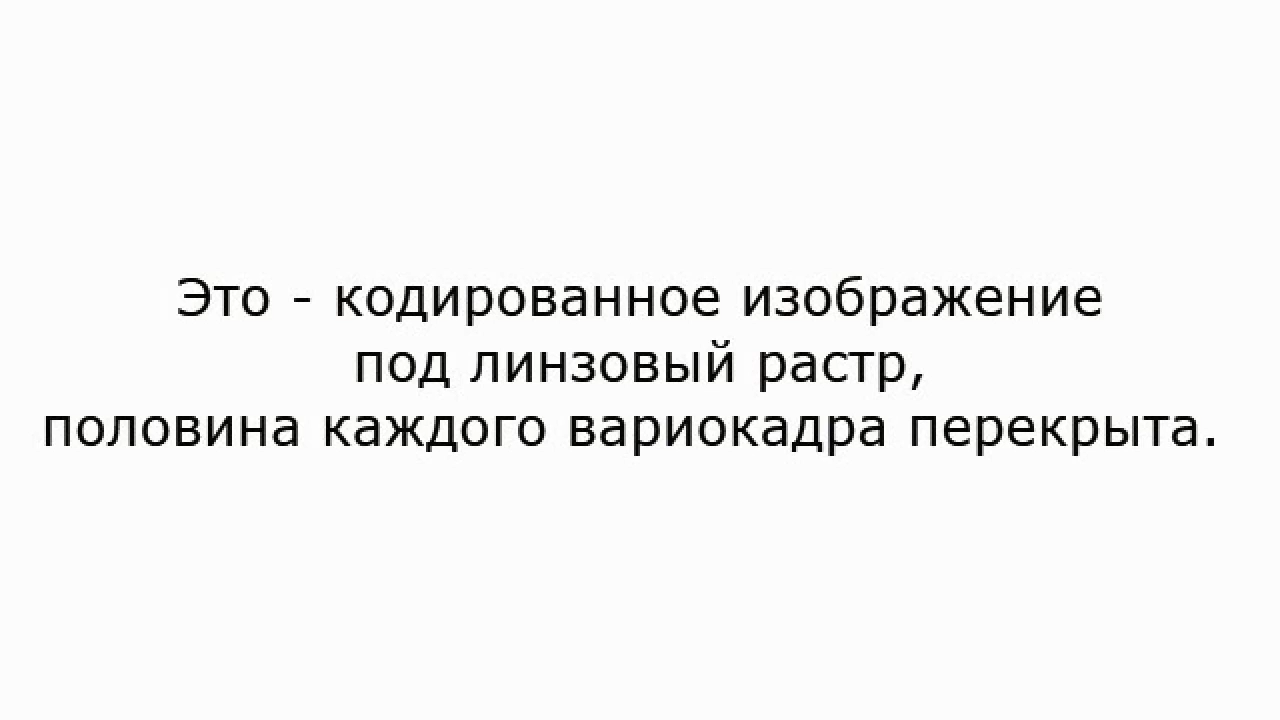 Это - кодированное изображение
под линзовый растр,
половина каждого вариокадра перекрыта.